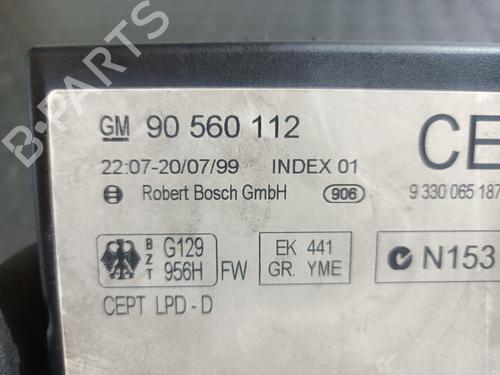 GM 90 560 112
CE
22:07-20/07/99 INDEX 01
Robert Bosch GmbH 906 9 330 065 187
BZT G129 956H FW
EK 441
GR. YME
N153
CEPT LPD - D
B-PARTS